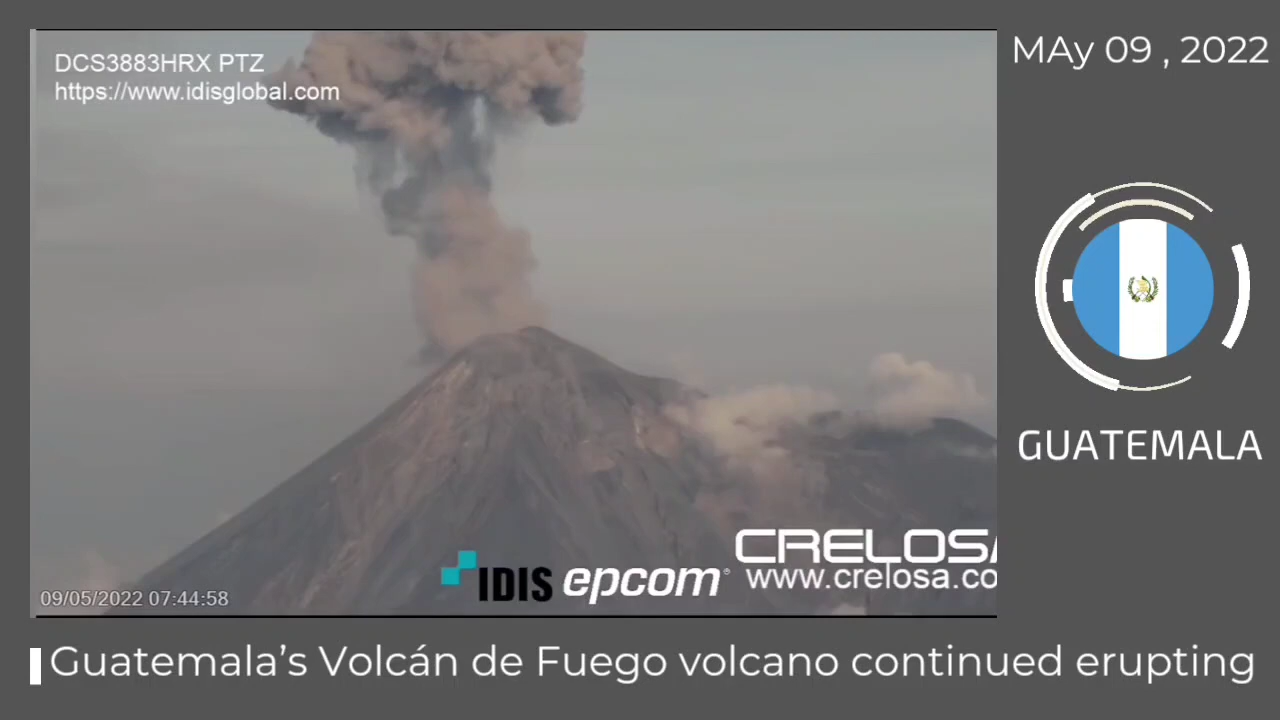 DCS3883HRX PTZ
https://www.idisglobal.com
MAy 09 , 2022
GUATEMALA
CRELOSA
IDIS epcom®
www.crelosa.co
09/05/2022 07:44:58
Guatemala’s Volcán de Fuego volcano continued erupting